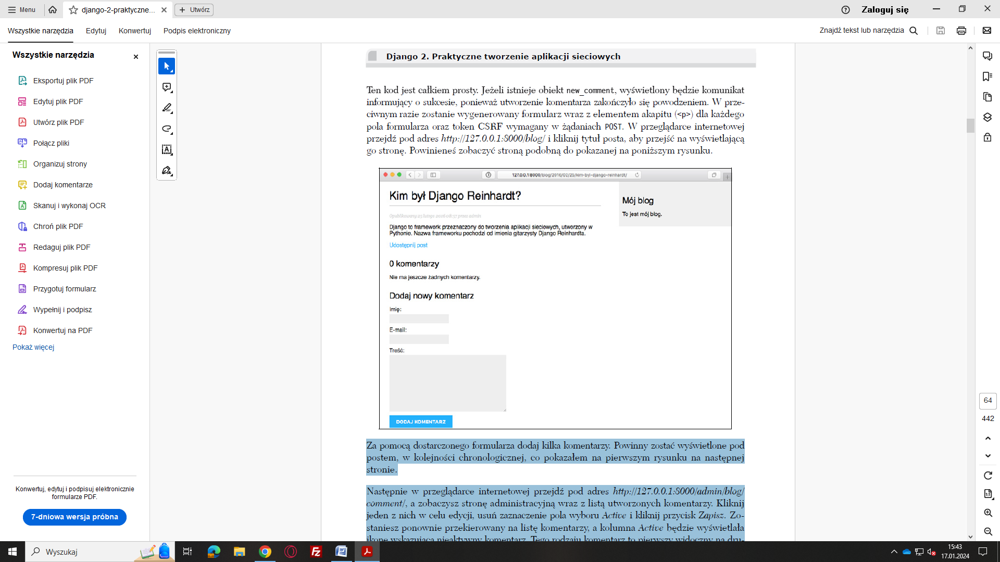 Menu
django-2-praktyczne...
Utwórz
Zaloguj się
Wszystkie narzędzia
Edytuj
Konwertuj
Podpis elektroniczny
Znajdź tekst lub narzędzia
Wszystkie narzędzia
Eksportuj plik PDF
Edytuj plik PDF
Utwórz plik PDF
Połącz pliki
Organizuj strony
Dodaj komentarze
Skanuj i wykonaj OCR
Chroń plik PDF
Redaguj plik PDF
Kompresuj plik PDF
Przygotuj formularz
Wypełnij i podpisz
Konwertuj na PDF
Pokaż więcej
Konwertuj, edytuj i podpisuj elektronicznie
formularze PDF.
7-dniowa wersja próbna
Django 2. Praktyczne tworzenie aplikacji sieciowych
Ten kod jest całkiem prosty. Jeżeli istnieje obiekt new_comment, wyświetlony będzie komunikat
informujący o sukcesie, ponieważ utworzenie komentarza zakończyło się powodzeniem. W prze-
ciwnym razie zostanie wygenerowany formularz wraz z elementem akapitu (<p>) dla każdego
pola formularza oraz token CSRF wymagany w żądaniach POST. W przeglądarce internetowej
przejdź pod adres http://127.0.0.1:8000/blog/ i kliknij tytuł posta, aby przejść na wyświetlającą
go stronę. Powinieneś zobaczyć stroną podobną do pokazanej na poniższym rysunku.
127.0.0.1:8000/blog/2016/02/25/kim-byl-django-reinhardt/
Kim był Django Reinhardt?
Opublikowany 25 lutego 2016 08:57 przez admin
Django to framework przeznaczony do tworzenia aplikacji sieciowych, utworzony w
Pythonie. Nazwa frameworku pochodzi od imienia gitarzysty Django Reinhardta.
Udostępnij post
0 komentarzy
Nie ma jeszcze żadnych komentarzy.
Dodaj nowy komentarz
Imię:
E-mail:
Treść:
DODAJ KOMENTARZ
Mój blog
To jest mój blog.
Za pomocą dostarczonego formularza dodaj kilka komentarzy. Powinny zostać wyświetlone pod
postem, w kolejności chronologicznej, co pokazałem na pierwszym rysunku na następnej
stronie.
Następnie w przeglądarce internetowej przejdź pod adres http://127.0.0.1:8000/admin/blog/
comment/, a zobaczysz stronę administracyjną wraz z listą utworzonych komentarzy. Kliknij
jeden z nich w celu edycji, usuń zaznaczenie pola wyboru Active i kliknij przycisk Zapisz. Zo-
staniesz ponownie przekierowany na listę komentarzy, a kolumna Active będzie wyświetlała
ikonę wskazującą nieaktywny komentarz. Tego rodzaju komentarz to pierwszy widoczny na dru-
64
442
Wyszukaj
15:43
17.01.2024